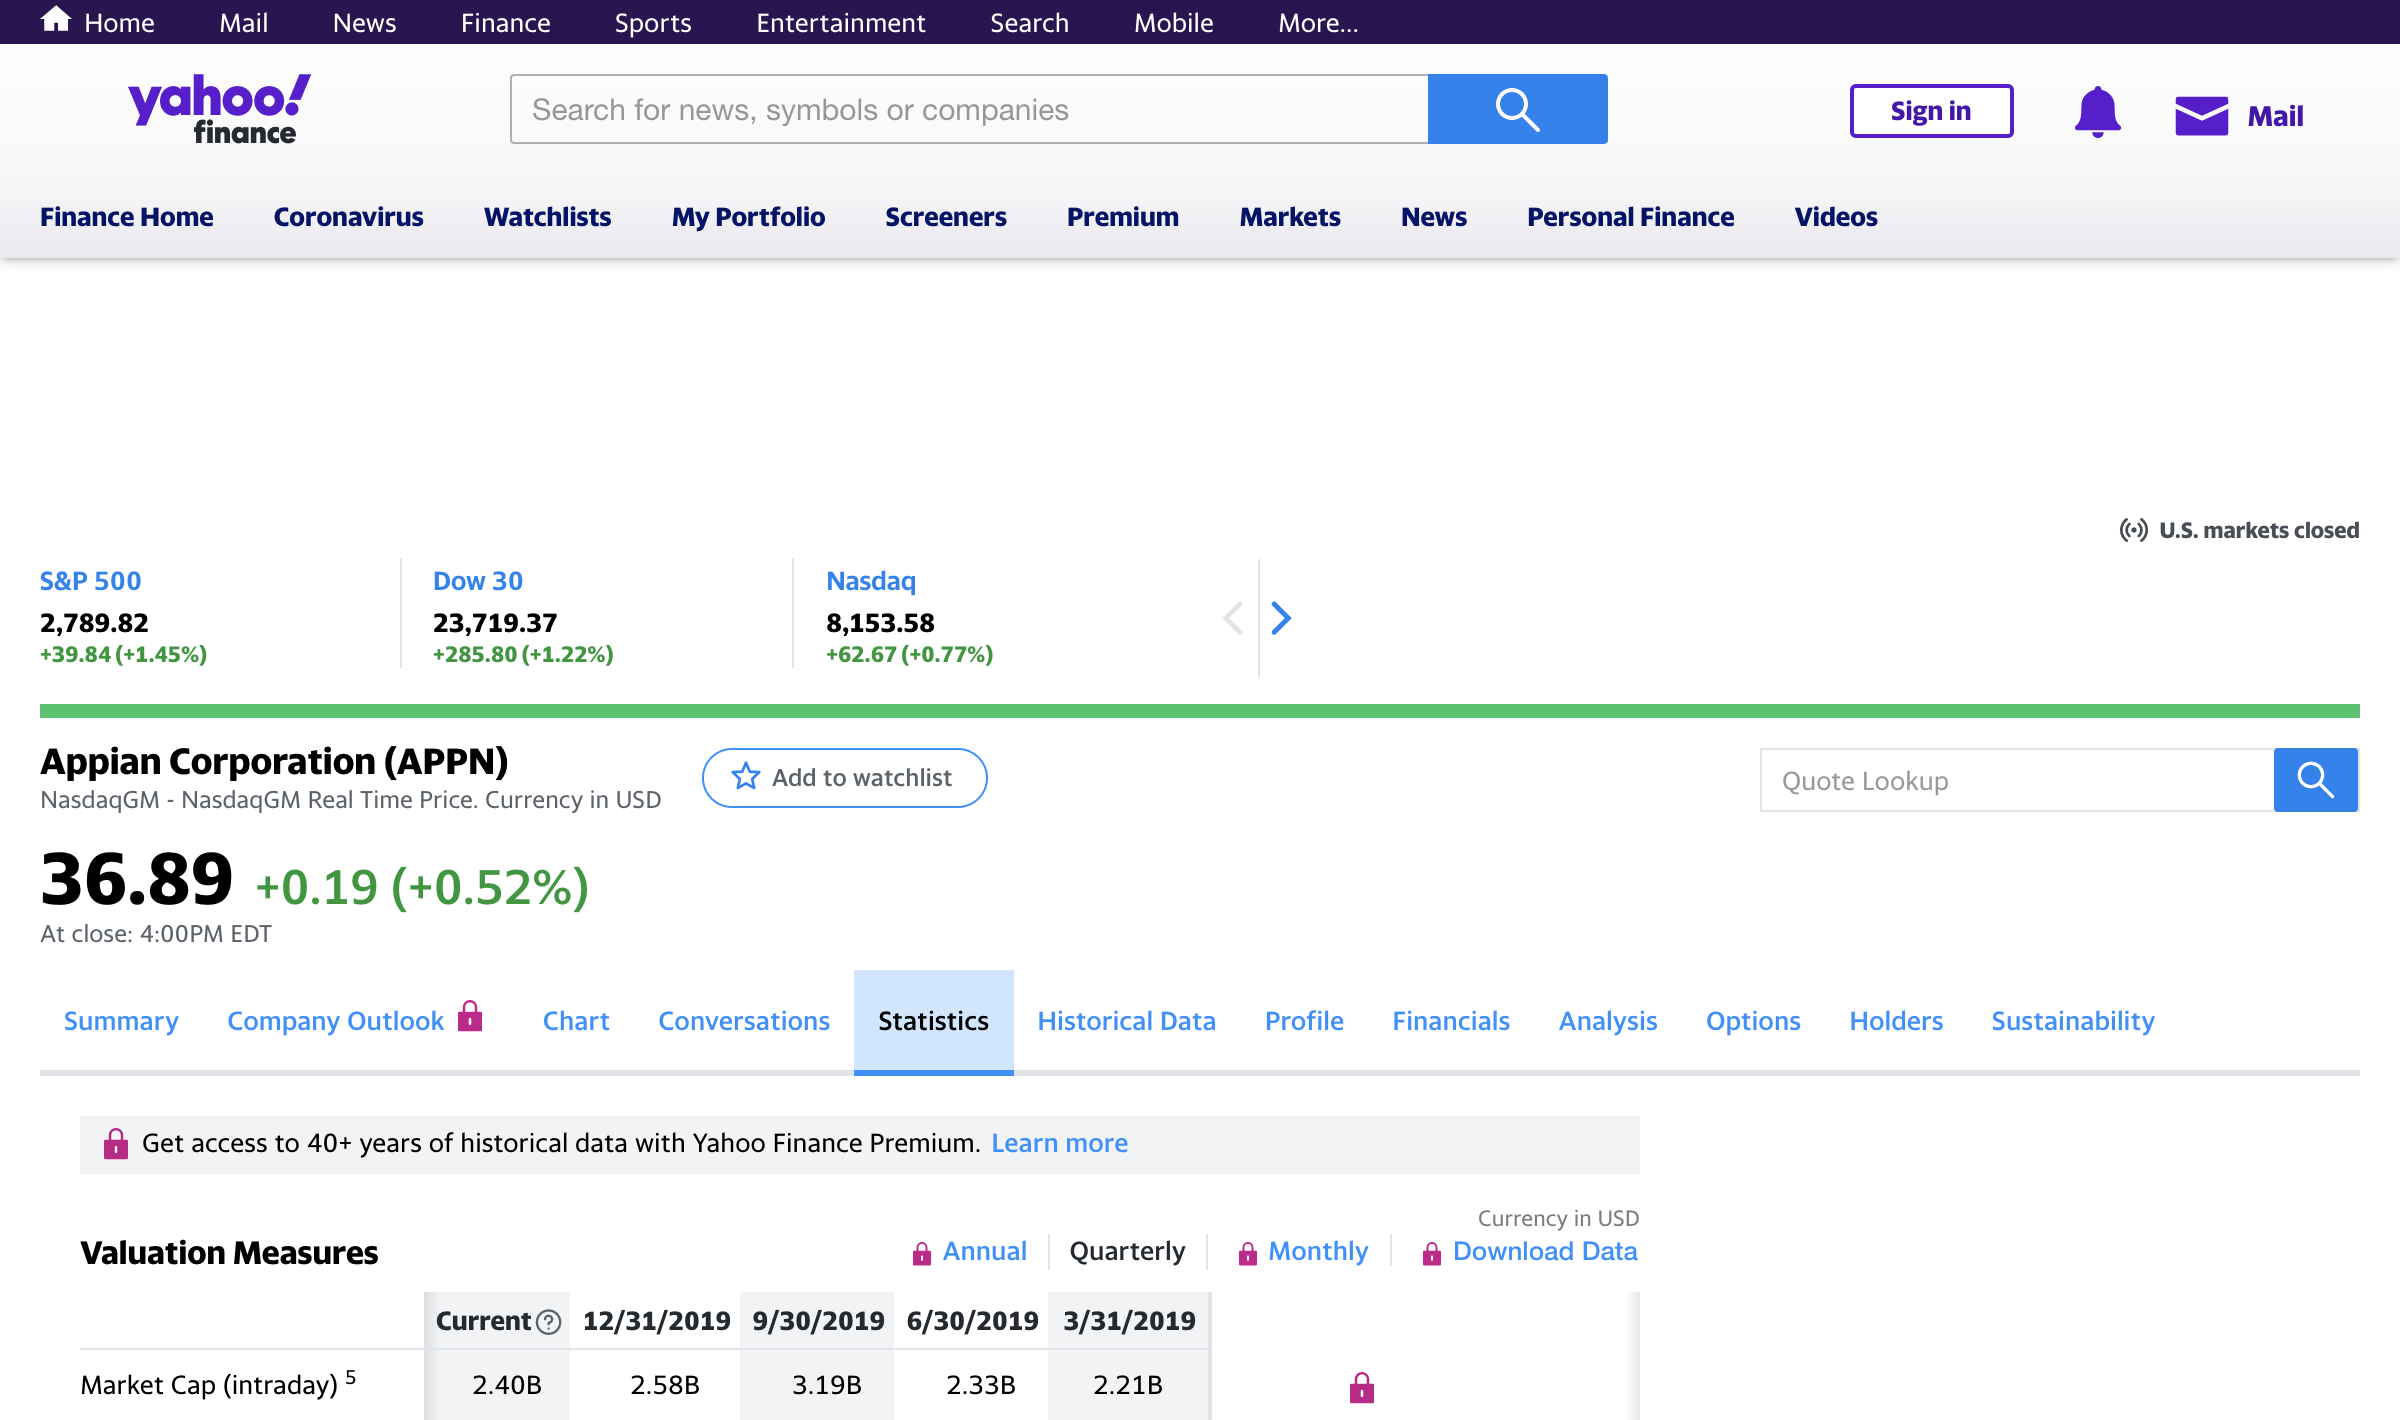 Home Mail News Finance Sports Entertainment Search Mobile More...
yahoo!
finance
Search for news, symbols or companies
Sign in
Mail
Finance Home Coronavirus Watchlists My Portfolio Screeners Premium Markets News Personal Finance Videos
U.S. markets closed
S&P 500
2,789.82
+39.84 (+1.45%)
Dow 30
23,719.37
+285.80 (+1.22%)
Nasdaq
8,153.58
+62.67 (+0.77%)
Appian Corporation (APPN)
NasdaqGM - NasdaqGM Real Time Price. Currency in USD
Add to watchlist
Quote Lookup
36.89 +0.19 (+0.52%)
At close: 4:00PM EDT
Summary Company Outlook Chart Conversations Statistics Historical Data Profile Financials Analysis Options Holders Sustainability
Get access to 40+ years of historical data with Yahoo Finance Premium. Learn more
Currency in USD
Valuation Measures Annual Quarterly Monthly Download Data
Current ? 12/31/2019 9/30/2019 6/30/2019 3/31/2019
Market Cap (intraday) 5 2.40B 2.58B 3.19B 2.33B 2.21B